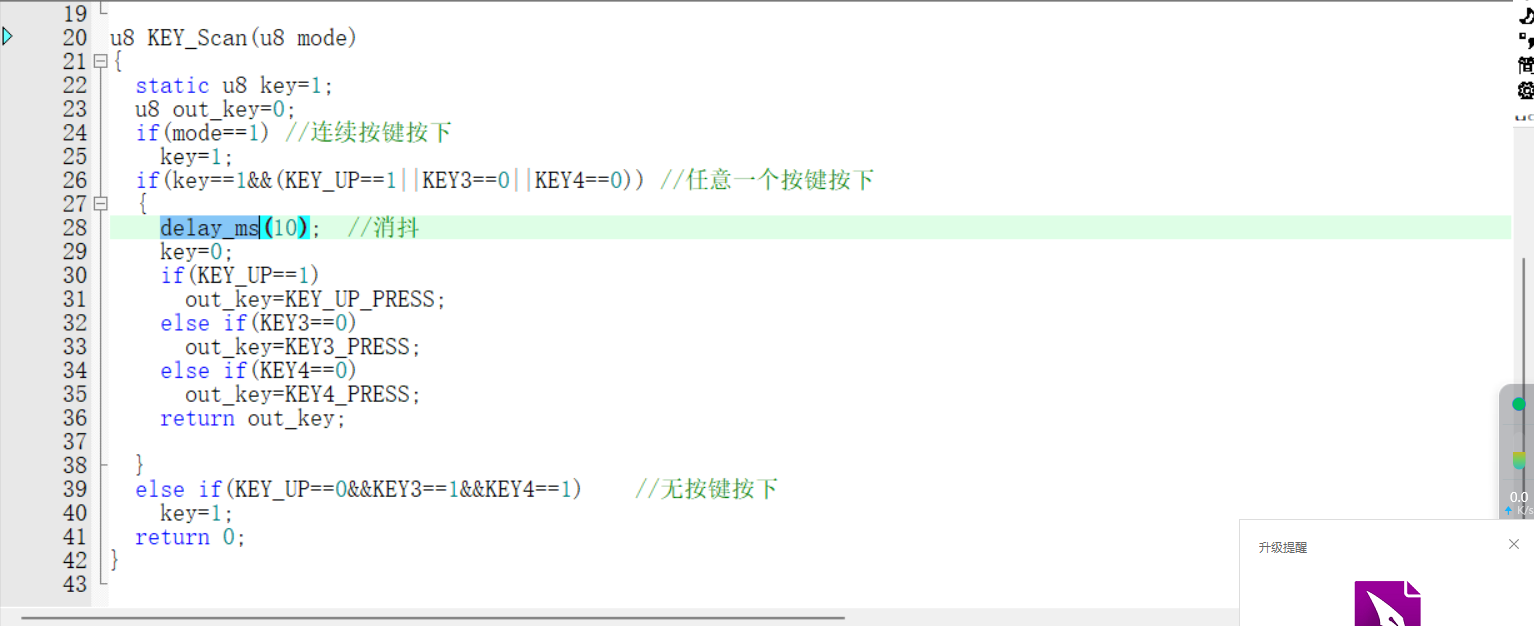 19
20 u8 KEY_Scan(u8 mode)
21 {
22 static u8 key=1;
23 u8 out_key=0;
24 if(mode==1) //连续按键按下
25 key=1;
26 if(key==1&&(KEY_UP==1||KEY3==0||KEY4==0)) //任意一个按键按下
27 {
28 delay_ms(10); //消抖
29 key=0;
30 if(KEY_UP==1)
31 out_key=KEY_UP_PRESS;
32 else if(KEY3==0)
33 out_key=KEY3_PRESS;
34 else if(KEY4==0)
35 out_key=KEY4_PRESS;
36 return out_key;
37
38 }
39 else if(KEY_UP==0&&KEY3==1&&KEY4==1) //无按键按下
40 key=1;
41 return 0;
42 }
43
简
0.0
K/s
升级提醒